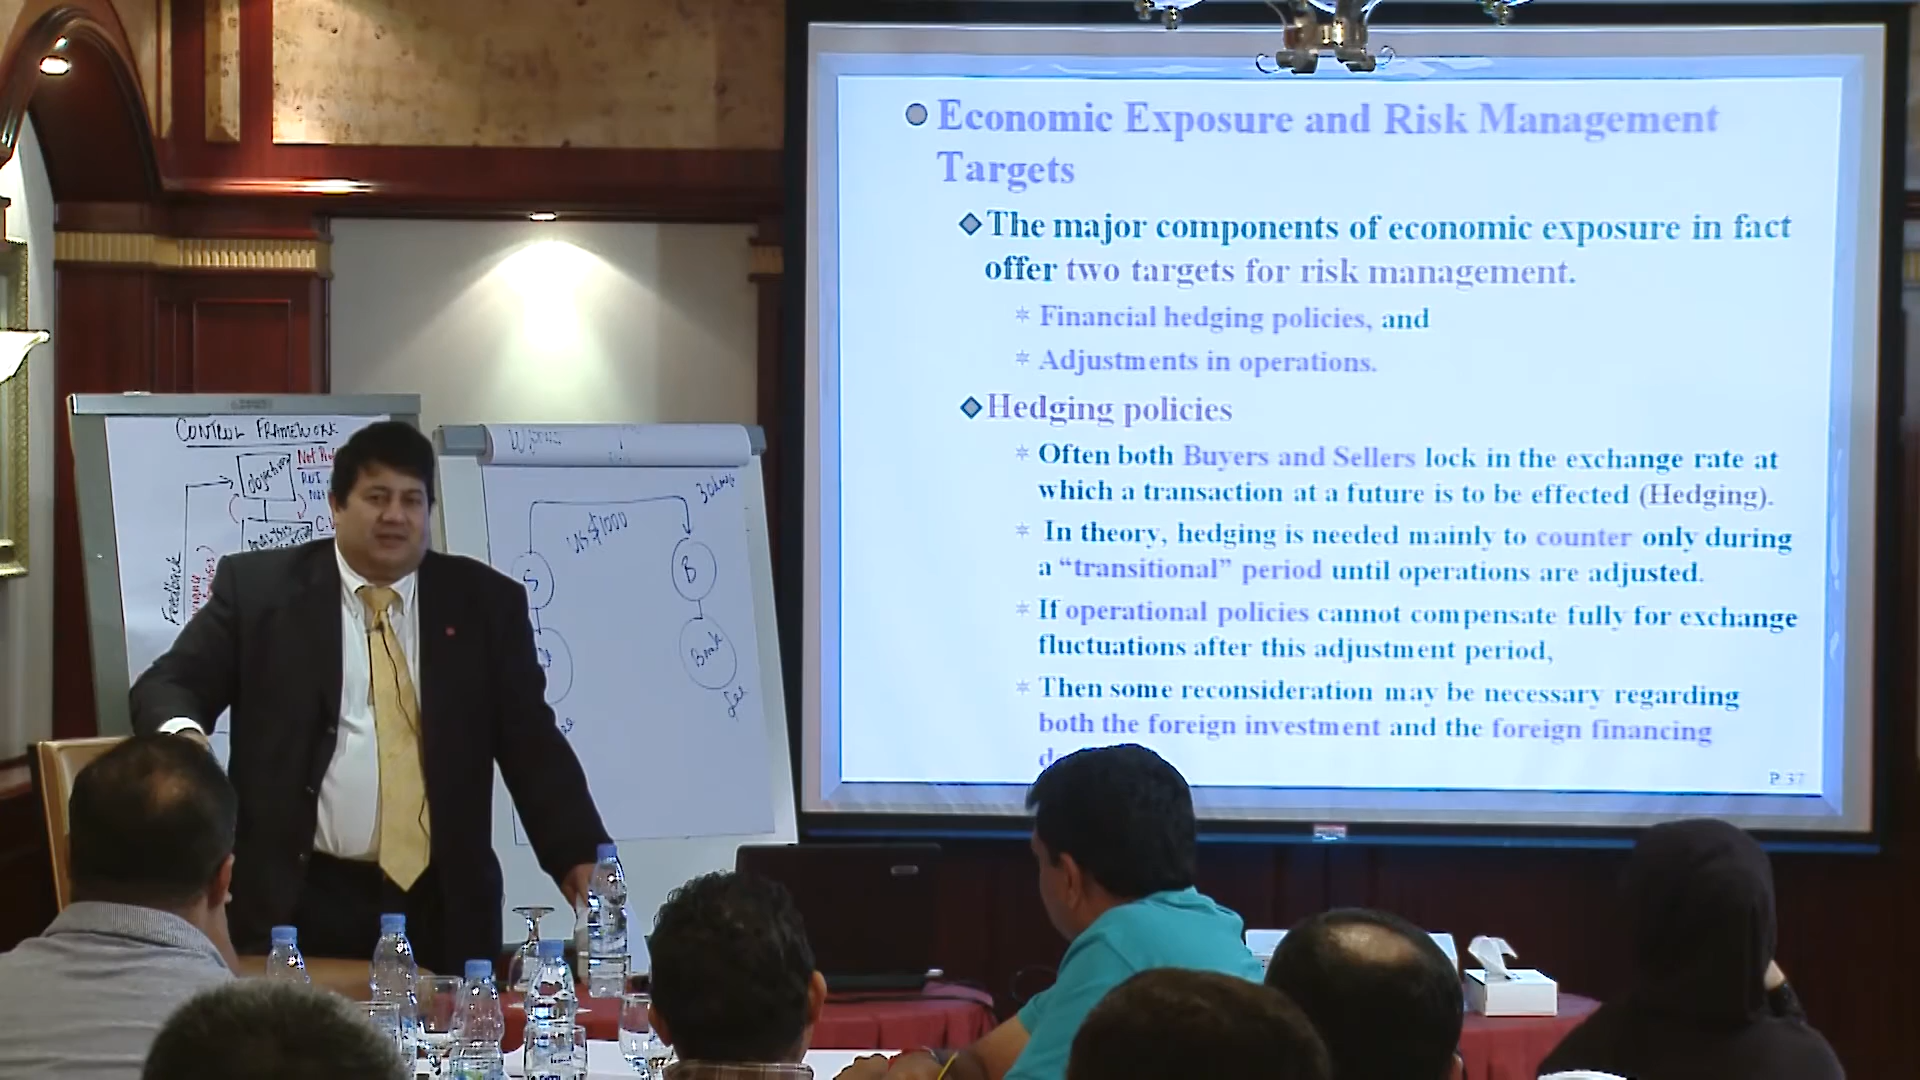 Economic Exposure and Risk Management
Targets
The major components of economic exposure in fact
offer two targets for risk management.
Financial hedging policies, and
Adjustments in operations.
Hedging policies
Often both Buyers and Sellers lock in the exchange rate at
which a transaction at a future is to be effected (Hedging).
In theory, hedging is needed mainly to counter only during
a “transitional” period until operations are adjusted.
If operational policies cannot compensate fully for exchange
fluctuations after this adjustment period,
Then some reconsideration may be necessary regarding
both the foreign investment and the foreign financing
P 37
CONTROL FRAMEWORK
Objectives
Feedback
US $1000
S
B
Bank
fee